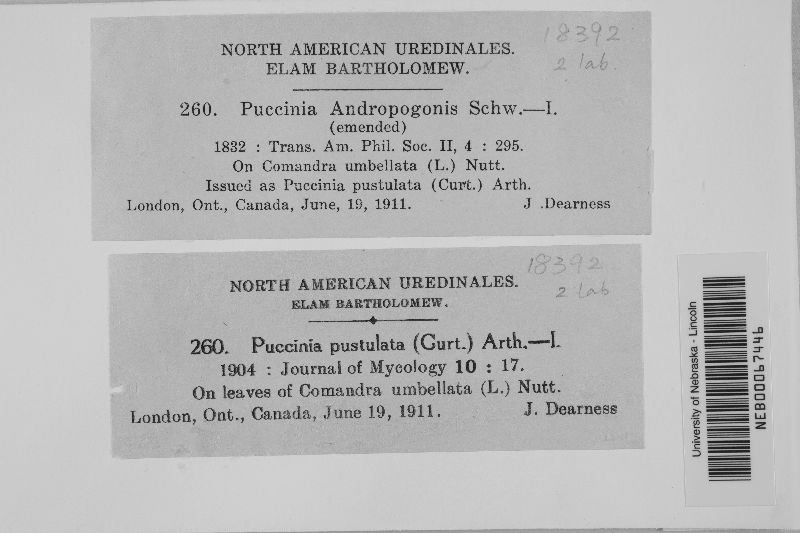 18392
2 lab.
NORTH AMERICAN UREDINALES.
ELAM BARTHOLOMEW.
260. Puccinia Andropogonis Schw.—I.
(emended)
1832 : Trans. Am. Phil. Soc. II, 4 : 295.
On Comandra umbellata (L.) Nutt.
Issued as Puccinia pustulata (Curt.) Arth.
London, Ont., Canada, June, 19, 1911. J .Dearness
18392
2 lab
NORTH AMERICAN UREDINALES.
ELAM BARTHOLOMEW.
260. Puccinia pustulata (Curt.) Arth.—I.
1904 : Journal of Mycology 10 : 17.
On leaves of Comandra umbellata (L.) Nutt.
London, Ont., Canada, June 19, 1911. J. Dearness
University of Nebraska - Lincoln
NEB00067446